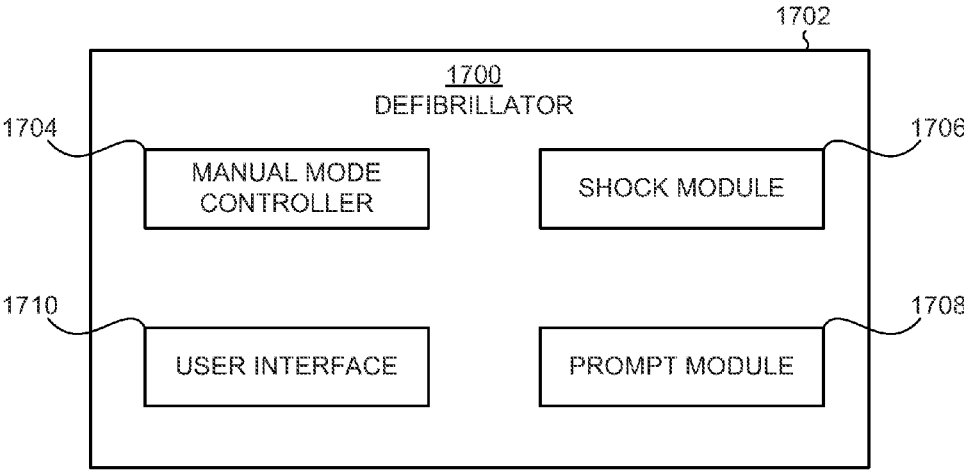 1702
1700
DEFIBRILLATOR
1704
1706
MANUAL MODE
CONTROLLER
SHOCK MODULE
1710
1708
USER INTERFACE
PROMPT MODULE